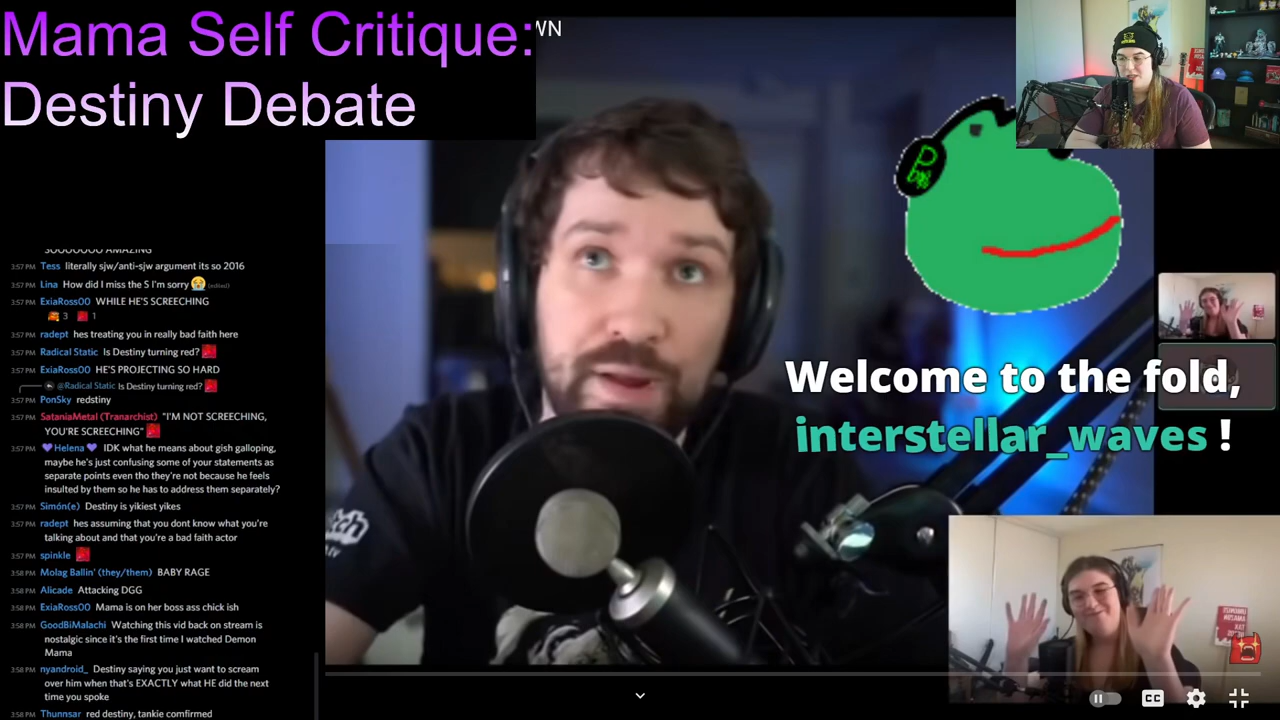 Mama Self Critique:
Destiny Debate
WN
SOOOOOOO AMAZING
3:57 PM Tess literally sjw/anti-sjw argument its so 2016
3:57 PM Lina How did I miss the S I'm sorry 😭 (edited)
3:57 PM ExiaRoss00 WHILE HE'S SCREECHING
3 1
3:57 PM radept hes treating you in really bad faith here
3:57 PM Radical Static Is Destiny turning red?
3:57 PM ExiaRoss00 HE'S PROJECTING SO HARD
@Radical Static Is Destiny turning red?
3:57 PM PonSky redstiny
3:57 PM SataniaMetal (Tranarchist) "I'M NOT SCREECHING,
YOU'RE SCREECHING"
3:57 PM 💜Helena💜 IDK what he means about gish galloping,
maybe he's just confusing some of your statements as
separate points even tho they're not because he feels
insulted by them so he has to address them separately?
3:57 PM Simón(e) Destiny is yikiest yikes
3:57 PM radept hes assuming that you dont know what you're
talking about and that you're a bad faith actor
3:57 PM spinkle
3:58 PM Molag Ballin' (they/them) BABY RAGE
3:58 PM Alicade Attacking DGG
3:58 PM ExiaRoss00 Mama is on her boss ass chick ish
3:58 PM GoodBiMalachi Watching this vid back on stream is
nostalgic since it's the first time I watched Demon
Mama
3:58 PM nyandroid_ Destiny saying you just want to scream
over him when that's EXACTLY what HE did the next
time you spoke
3:58 PM Thunnsar red destiny, tankie comfirmed
Welcome to the fold,
interstellar_waves !
CC